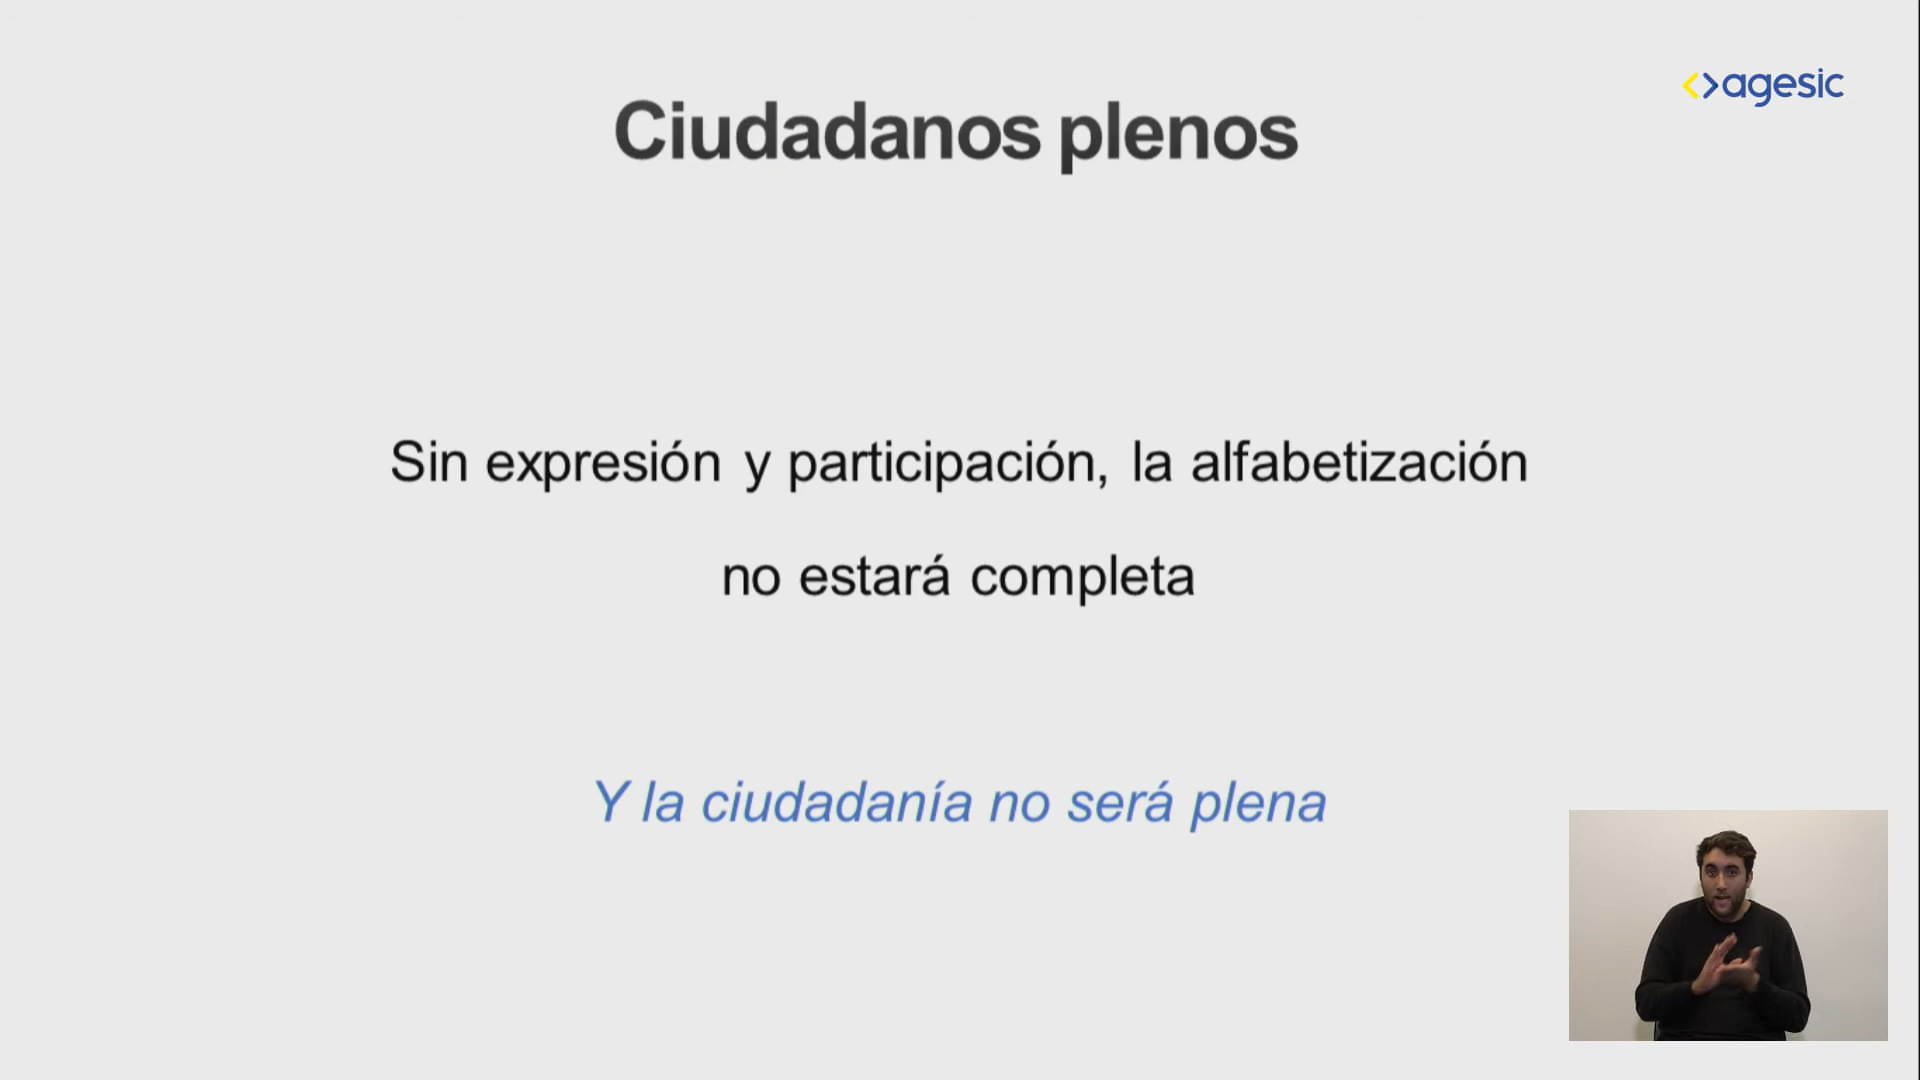 <>agesic
Ciudadanos plenos
Sin expresión y participación, la alfabetización
no estará completa
Y la ciudadanía no será plena